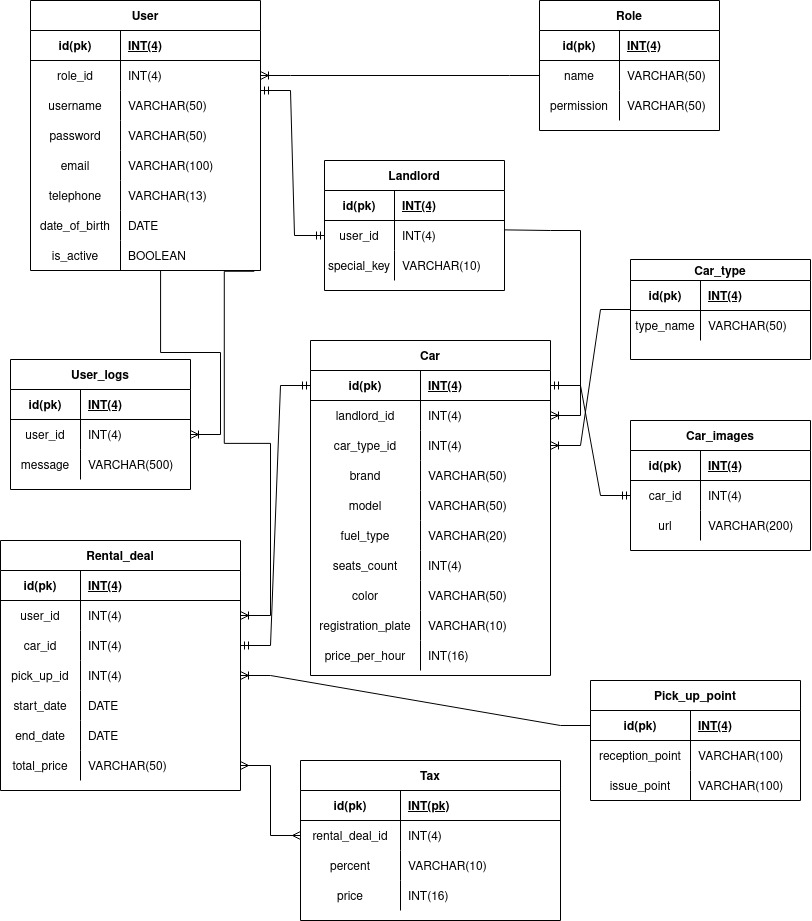 User
id(pk) INT(4)
role_id INT(4)
username VARCHAR(50)
password VARCHAR(50)
email VARCHAR(100)
telephone VARCHAR(13)
date_of_birth DATE
is_active BOOLEAN
Role
id(pk) INT(4)
name VARCHAR(50)
permission VARCHAR(50)
Landlord
id(pk) INT(4)
user_id INT(4)
special_key VARCHAR(10)
Car_type
id(pk) INT(4)
type_name VARCHAR(50)
User_logs
id(pk) INT(4)
user_id INT(4)
message VARCHAR(500)
Car
id(pk) INT(4)
landlord_id INT(4)
car_type_id INT(4)
brand VARCHAR(50)
model VARCHAR(50)
fuel_type VARCHAR(20)
seats_count INT(4)
color VARCHAR(50)
registration_plate VARCHAR(10)
price_per_hour INT(16)
Car_images
id(pk) INT(4)
car_id INT(4)
url VARCHAR(200)
Rental_deal
id(pk) INT(4)
user_id INT(4)
car_id INT(4)
pick_up_id INT(4)
start_date DATE
end_date DATE
total_price VARCHAR(50)
Pick_up_point
id(pk) INT(4)
reception_point VARCHAR(100)
issue_point VARCHAR(100)
Tax
id(pk) INT(pk)
rental_deal_id INT(4)
percent VARCHAR(10)
price INT(16)